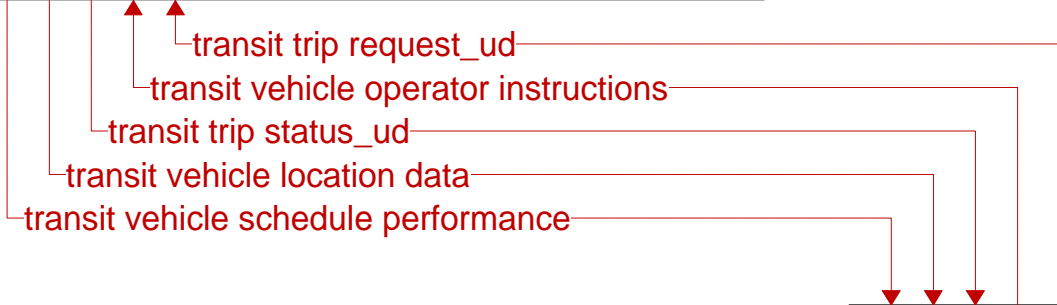 transit trip request_ud
transit vehicle operator instructions
transit trip status_ud
transit vehicle location data
transit vehicle schedule performance